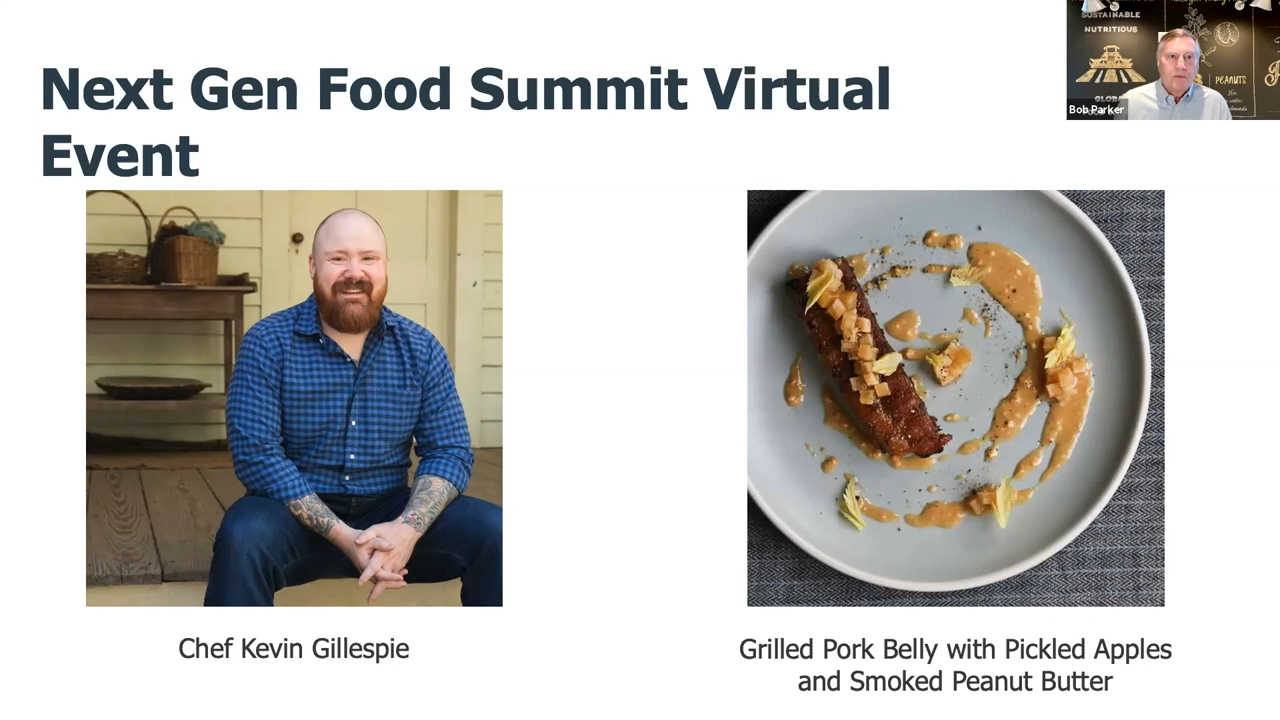 Next Gen Food Summit Virtual
Event
SUSTAINABLE
NUTRITIOUS
PEANUTS
GLOBA
Bob Parker
Chef Kevin Gillespie
Grilled Pork Belly with Pickled Apples
and Smoked Peanut Butter